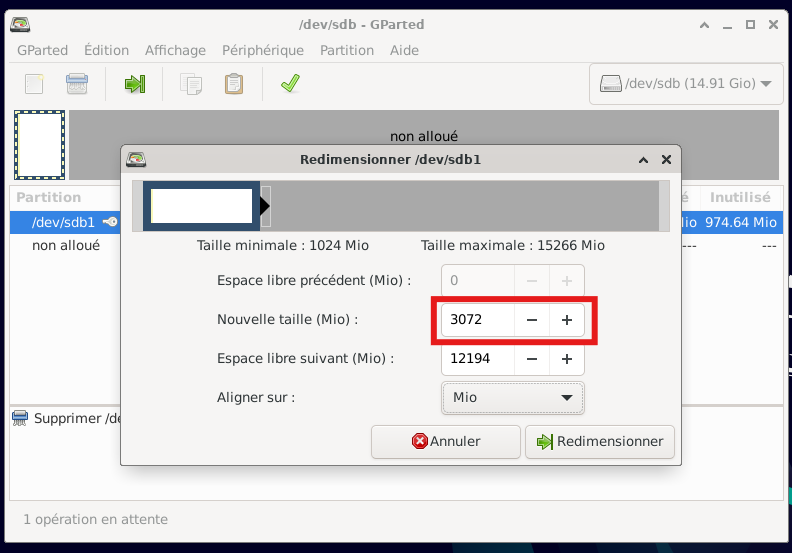 /dev/sdb - GParted
GParted Édition Affichage Périphérique Partition Aide
/dev/sdb (14.91 Gio)
non alloué
Redimensionner /dev/sdb1
Partition é Inutilisé
/dev/sdb1 974.64 Mio
non alloué --- ---
Taille minimale : 1024 Mio Taille maximale : 15266 Mio
Espace libre précédent (Mio) : 0
Nouvelle taille (Mio) : 3072
Espace libre suivant (Mio) : 12194
Aligner sur : Mio
Supprimer /de
Annuler Redimensionner
1 opération en attente